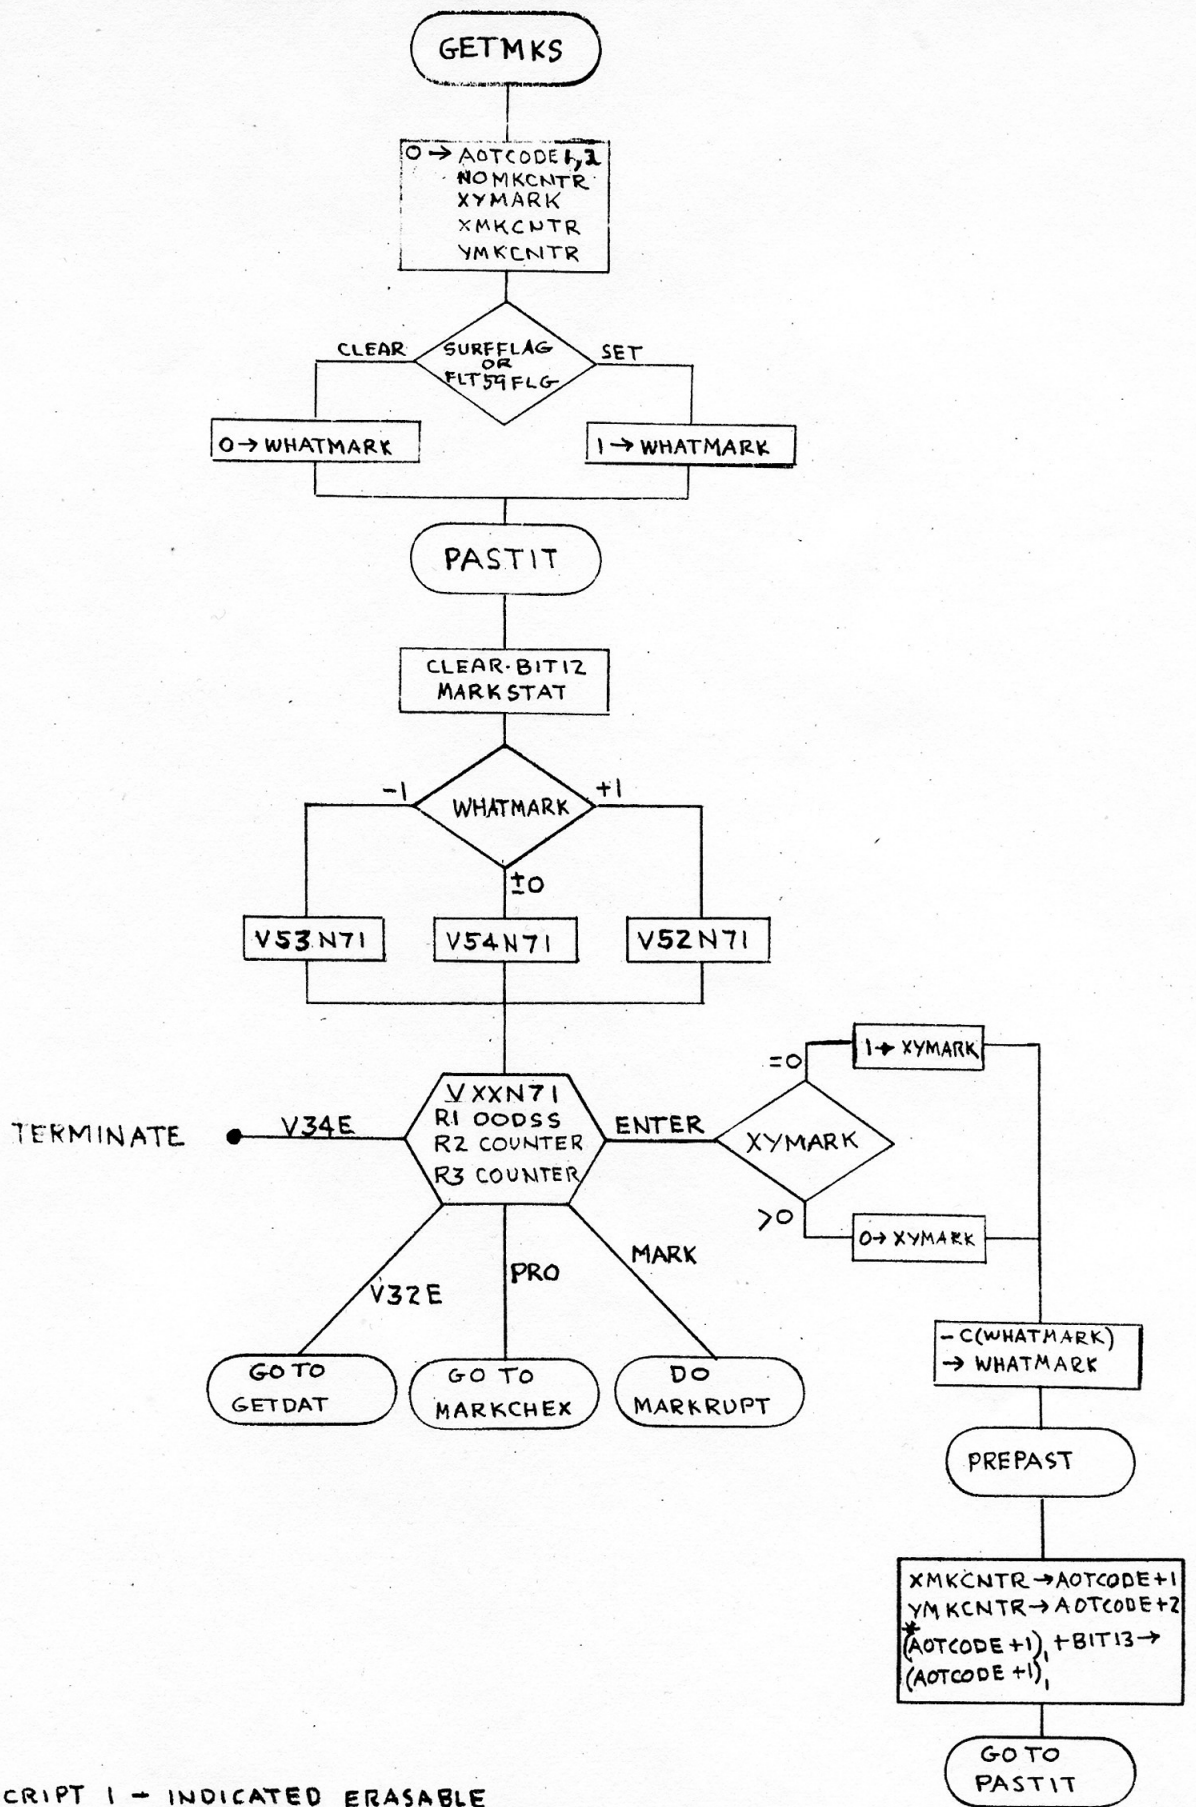 GETMKS
0 → AOTCODE 1,2
NOMKCNTR
XYMARK
XMKCNTR
YMKCNTR
SURFFLAG
OR
FLT59FLG
CLEAR
SET
0 → WHATMARK
1 → WHATMARK
PASTIT
CLEAR·BIT12
MARKSTAT
WHATMARK
-1
+1
±0
V53N71
V54N71
V52N71
VXXN71
R1 OODSS
R2 COUNTER
R3 COUNTER
TERMINATE
V34E
ENTER
XYMARK
=0
1 → XYMARK
>0
0 → XYMARK
V32E
PRO
MARK
GO TO
GETDAT
GO TO
MARKCHEX
DO
MARKRUPT
- C(WHATMARK)
→ WHATMARK
PREPAST
XMKCNTR → AOTCODE+1
YMKCNTR → AOTCODE+2
*
(AOTCODE+1)₁ + BIT13 →
(AOTCODE+1)₁
GO TO
PASTIT
CRIPT 1 - INDICATED ERASABLE